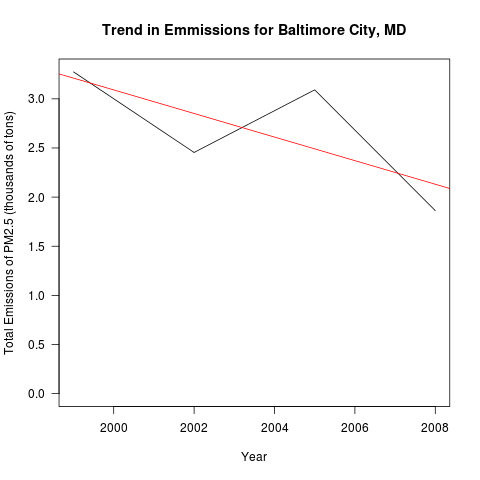 Trend in Emmissions for Baltimore City, MD
Total Emissions of PM2.5 (thousands of tons)
3.0
2.5
2.0
1.5
1.0
0.5
0.0
2000 2002 2004 2006 2008
Year